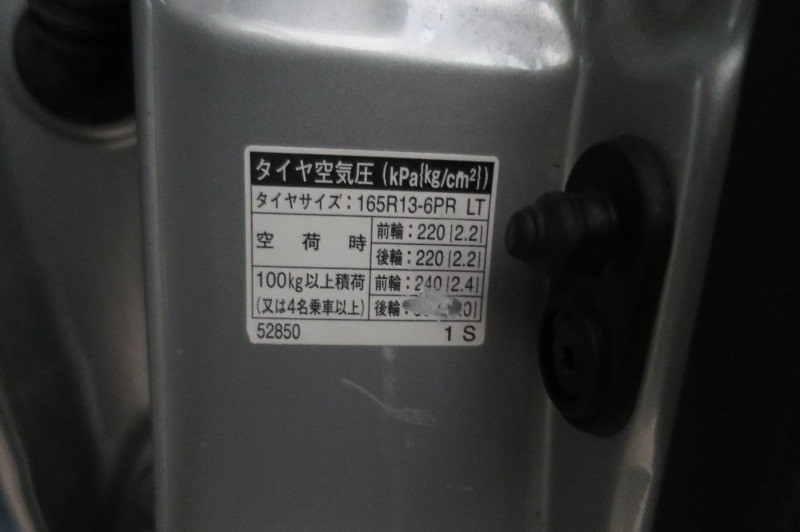 タイヤ空気圧 (kPa{kg/cm²})
タイヤサイズ：165R13-6PR LT
空荷時
前輪：220{2.2}
後輪：220{2.2}
100kg以上積荷
(又は4名乗車以上)
前輪：240{2.4}
後輪：
52850 1 S